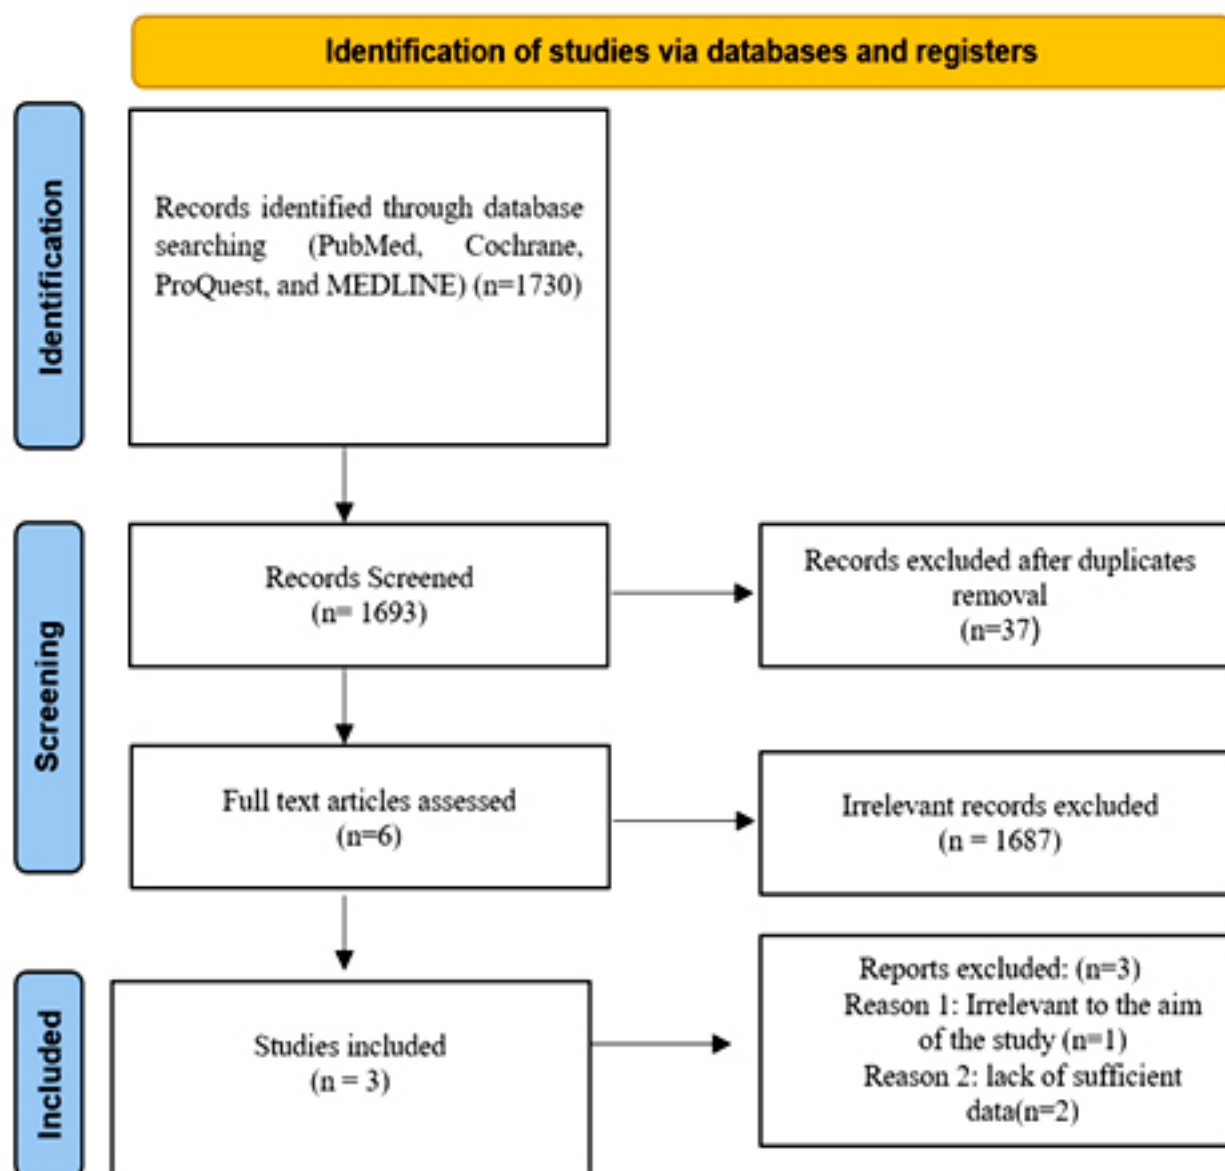 Identification of studies via databases and registers
Identification
Records identified through database
searching (PubMed, Cochrane,
ProQuest, and MEDLINE) (n=1730)
Screening
Records Screened
(n= 1693)
Records excluded after duplicates
removal
(n=37)
Full text articles assessed
(n=6)
Irrelevant records excluded
(n = 1687)
Included
Studies included
(n = 3)
Reports excluded: (n=3)
Reason 1: Irrelevant to the aim
of the study (n=1)
Reason 2: lack of sufficient
data(n=2)